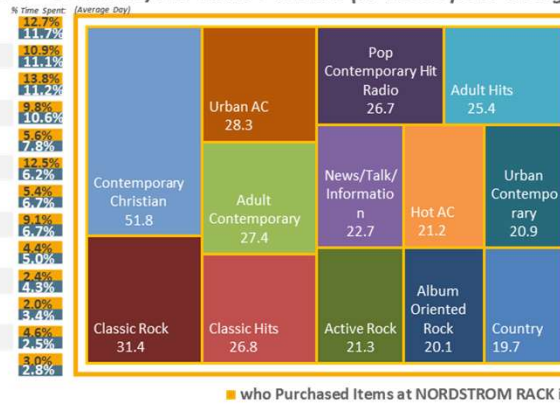 % Time Spent: (Average Day)
12.7%
11.7%
10.9%
11.1%
13.8%
11.2%
9.8%
10.6%
5.6%
7.8%
12.5%
6.2%
5.4%
6.7%
9.1%
6.7%
4.4%
5.0%
2.4%
4.3%
2.0%
3.4%
4.6%
2.5%
3.0%
2.8%
Contemporary
Christian
51.8
Classic Rock
31.4
Urban AC
28.3
Adult
Contemporary
27.4
Classic Hits
26.8
Pop
Contemporary Hit
Radio
26.7
Adult Hits
25.4
News/Talk/
Informatio
n
22.7
Hot AC
21.2
Urban
Contempo
rary
20.9
Active Rock
21.3
Album
Oriented
Rock
20.1
Country
19.7
who Purchased Items at NORDSTROM RACK